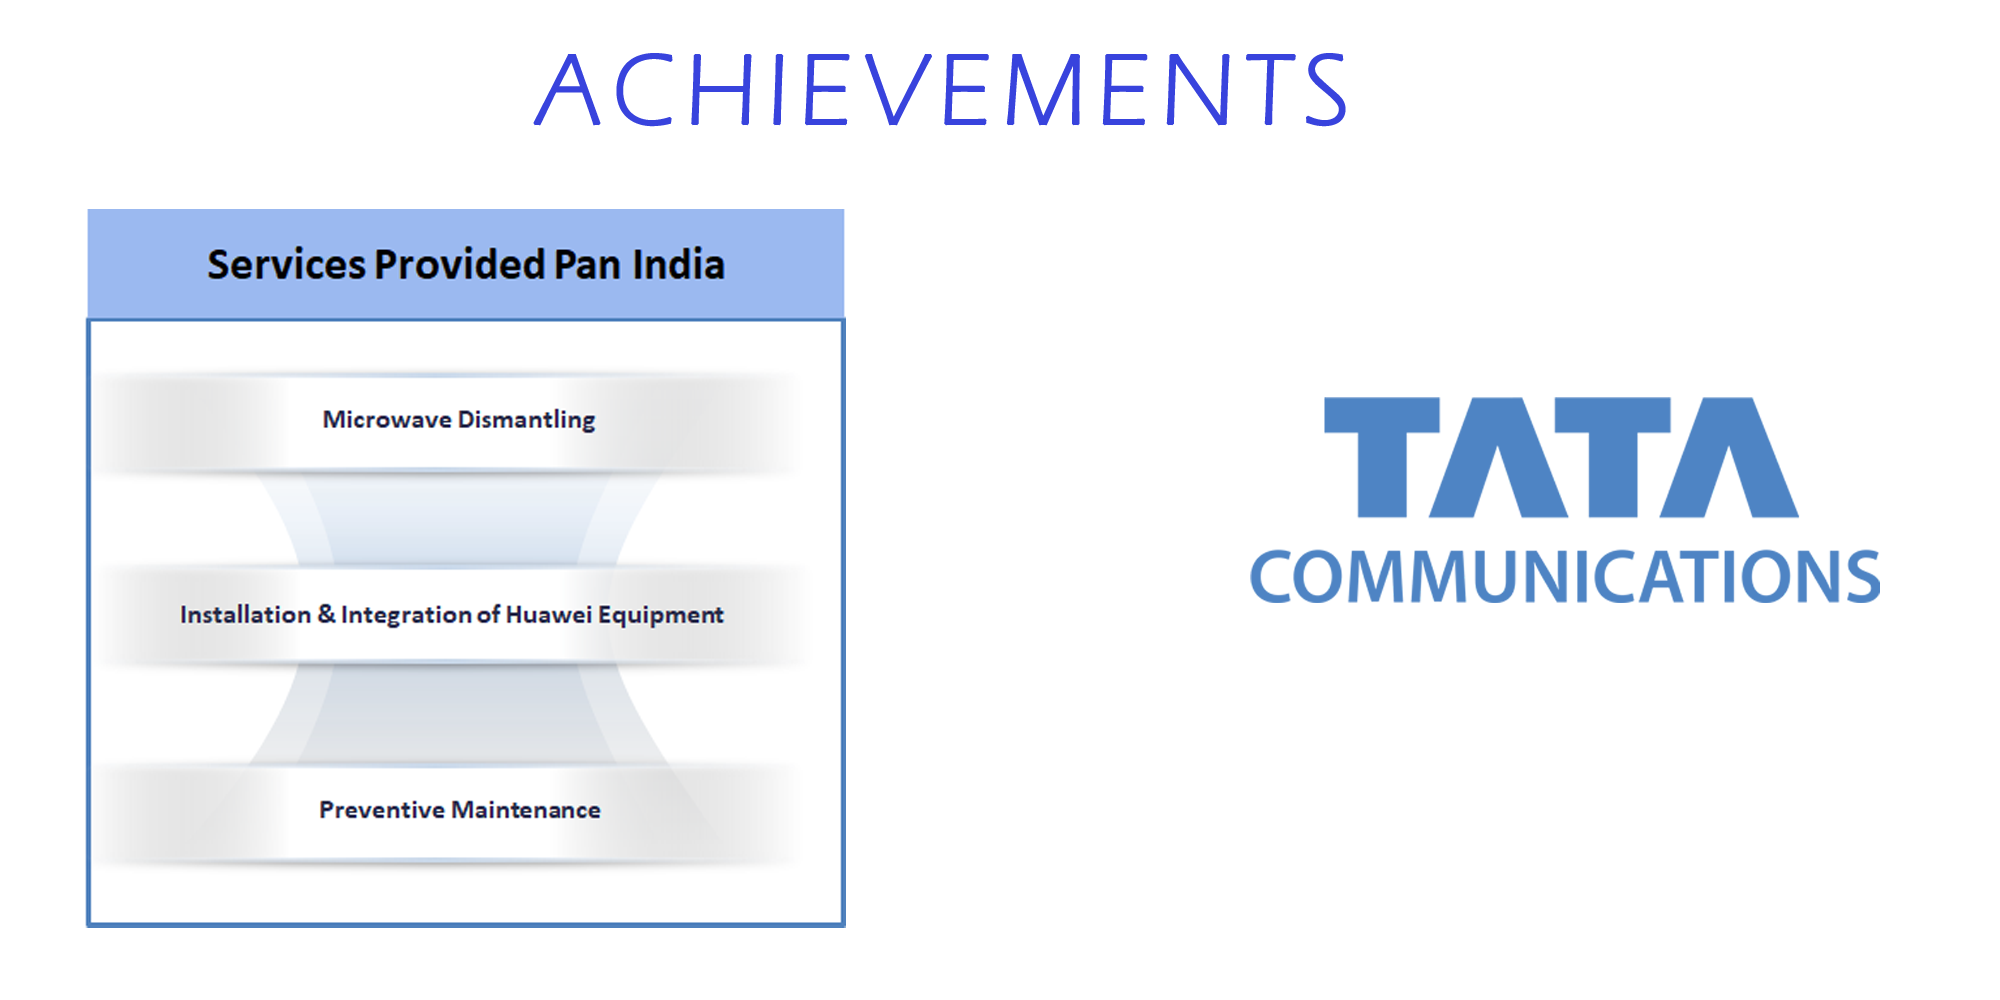 ACHIEVEMENTS
Services Provided Pan India
Microwave Dismantling
Installation & Integration of Huawei Equipment
Preventive Maintenance
TATA
COMMUNICATIONS